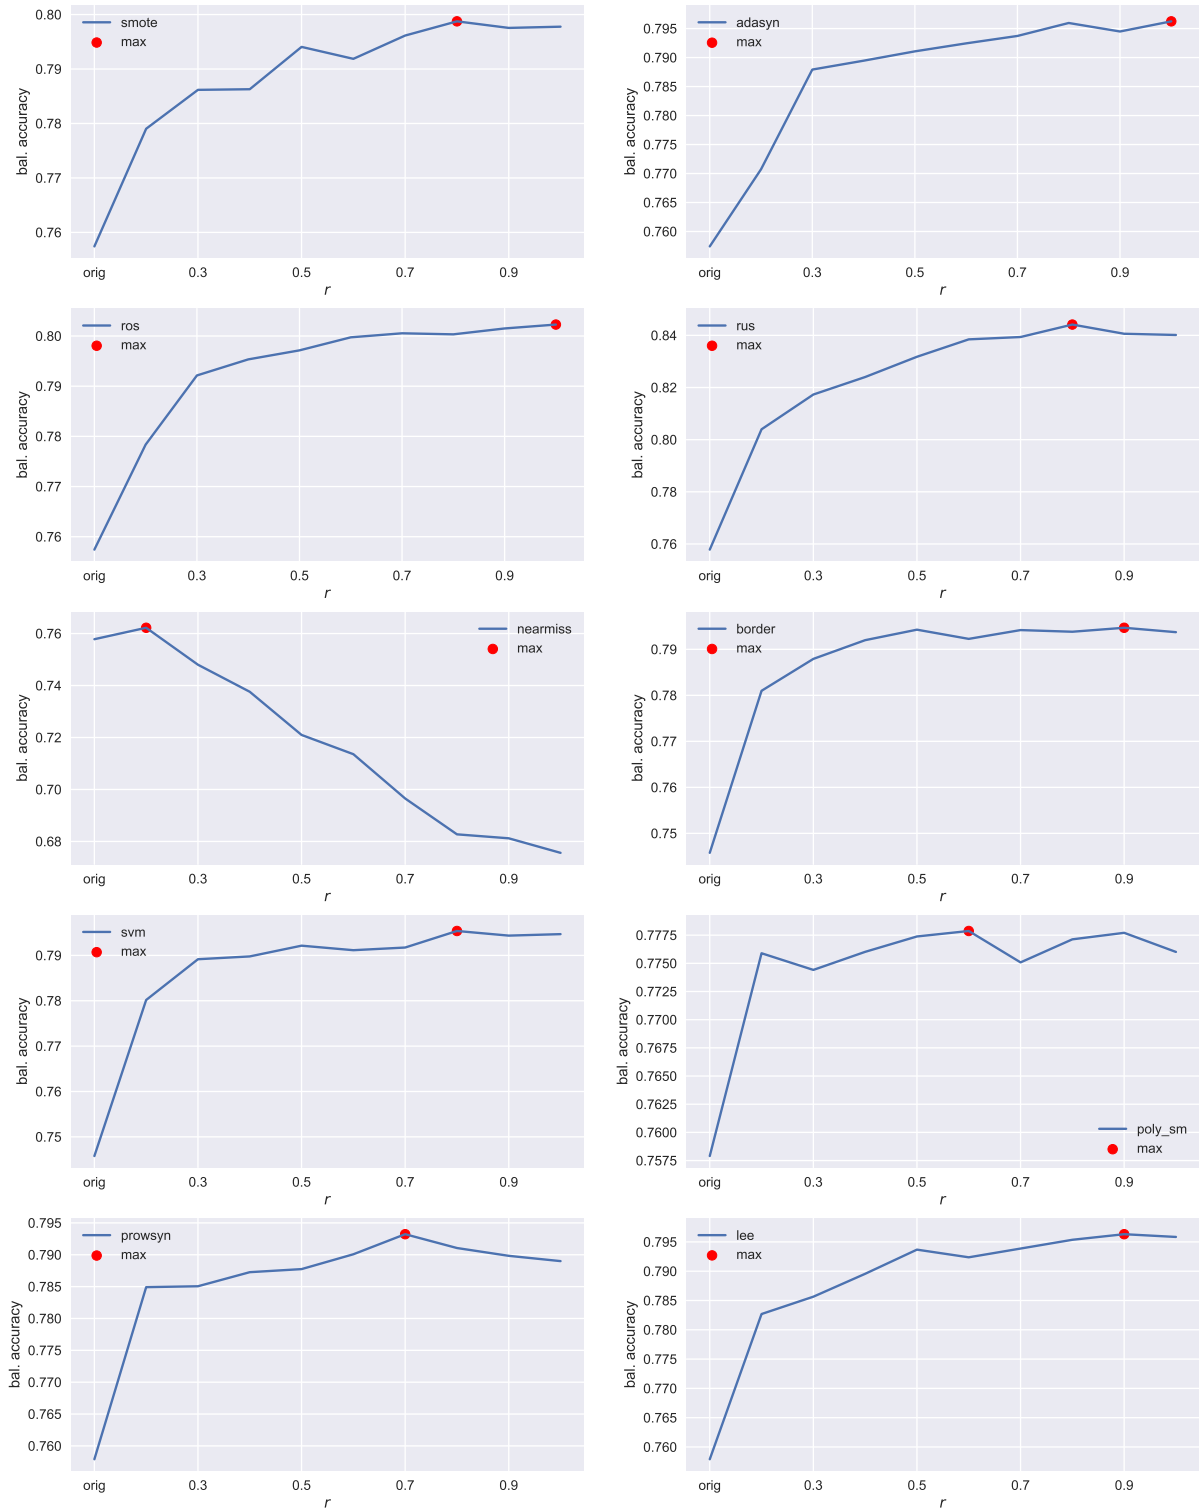 smote
max
0.80
0.79
0.78
0.77
0.76
bal. accuracy
orig 0.3 0.5 0.7 0.9
r
adasyn
max
0.795
0.790
0.785
0.780
0.775
0.770
0.765
0.760
bal. accuracy
orig 0.3 0.5 0.7 0.9
r
ros
max
0.80
0.79
0.78
0.77
0.76
bal. accuracy
orig 0.3 0.5 0.7 0.9
r
rus
max
0.84
0.82
0.80
0.78
0.76
bal. accuracy
orig 0.3 0.5 0.7 0.9
r
nearmiss
max
0.76
0.74
0.72
0.70
0.68
bal. accuracy
orig 0.3 0.5 0.7 0.9
r
border
max
0.79
0.78
0.77
0.76
0.75
bal. accuracy
orig 0.3 0.5 0.7 0.9
r
svm
max
0.79
0.78
0.77
0.76
0.75
bal. accuracy
orig 0.3 0.5 0.7 0.9
r
0.7775
0.7750
0.7725
0.7700
0.7675
0.7650
0.7625
0.7600
0.7575
bal. accuracy
poly_sm
max
orig 0.3 0.5 0.7 0.9
r
prowsyn
max
0.795
0.790
0.785
0.780
0.775
0.770
0.765
0.760
bal. accuracy
orig 0.3 0.5 0.7 0.9
r
lee
max
0.795
0.790
0.785
0.780
0.775
0.770
0.765
0.760
bal. accuracy
orig 0.3 0.5 0.7 0.9
r